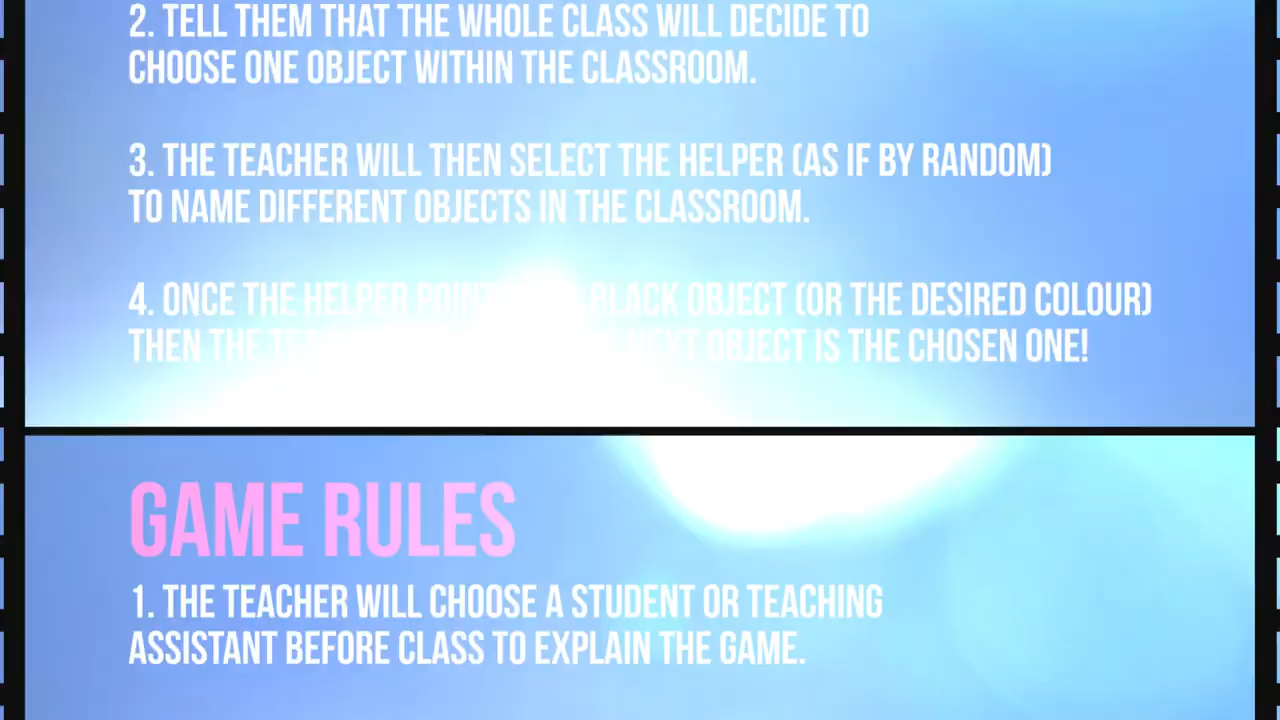 2. TELL THEM THAT THE WHOLE CLASS WILL DECIDE TO
CHOOSE ONE OBJECT WITHIN THE CLASSROOM.
3. THE TEACHER WILL THEN SELECT THE HELPER (AS IF BY RANDOM)
TO NAME DIFFERENT OBJECTS IN THE CLASSROOM.
4. ONCE THE HELPER BLACK OBJECT (OR THE DESIRED COLOUR)
THEN THE NEXT OBJECT IS THE CHOSEN ONE!
GAME RULES
1. THE TEACHER WILL CHOOSE A STUDENT OR TEACHING
ASSISTANT BEFORE CLASS TO EXPLAIN THE GAME.